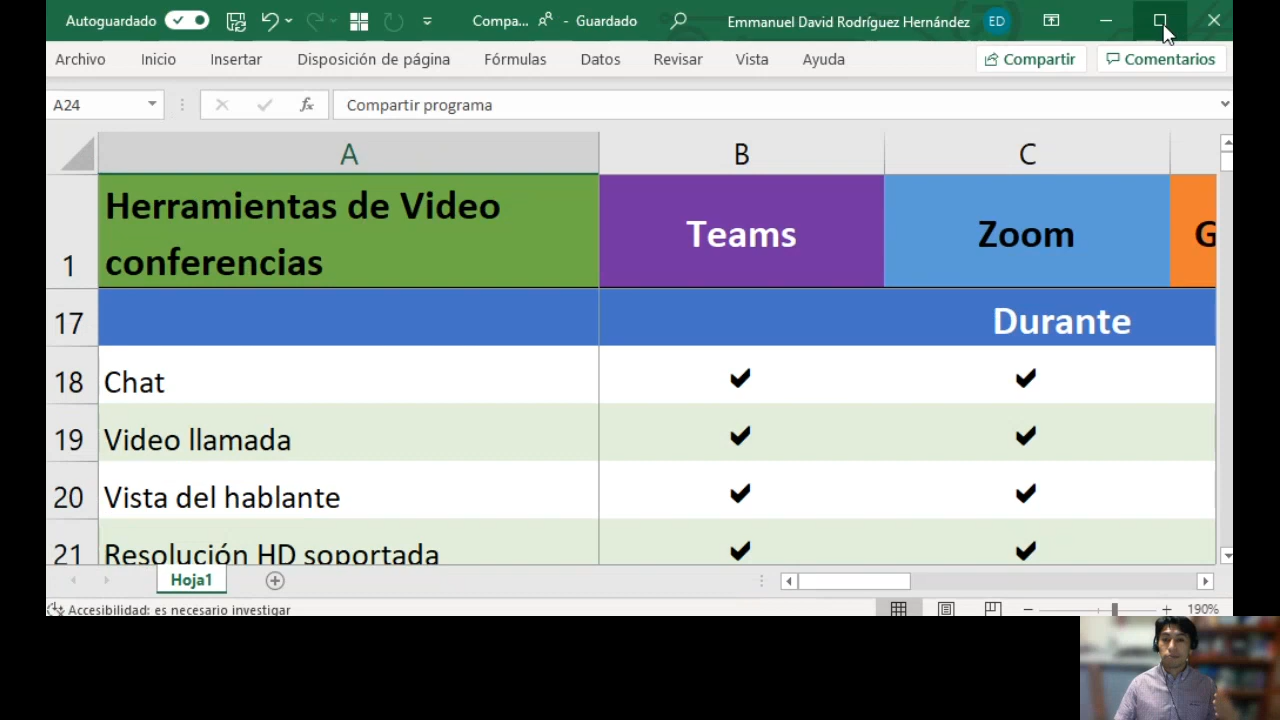 Autoguardado Compa... - Guardado Emmanuel David Rodríguez Hernández ED
Archivo Inicio Insertar Disposición de página Fórmulas Datos Revisar Vista Ayuda Compartir Comentarios
A24 fx Compartir programa
A B C
1 Herramientas de Video conferencias Teams Zoom G
17 Durante
18 Chat ✔ ✔
19 Video llamada ✔ ✔
20 Vista del hablante ✔ ✔
21 Resolución HD soportada ✔ ✔
Hoja1
Accesibilidad: es necesario investigar 190%